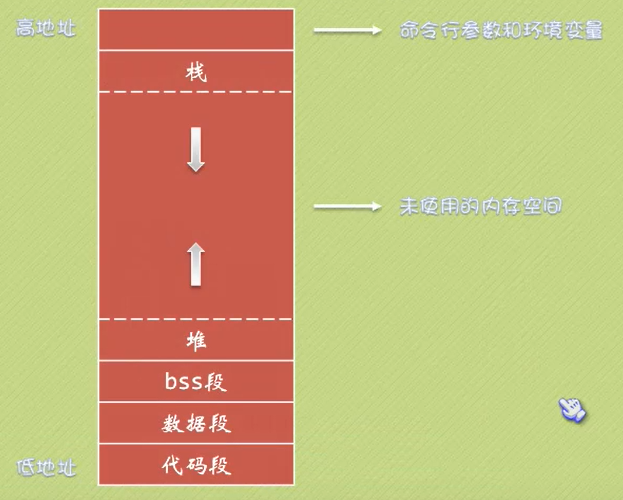 高地址
命令行参数和环境变量
栈
未使用的内存空间
堆
bss段
数据段
代码段
低地址